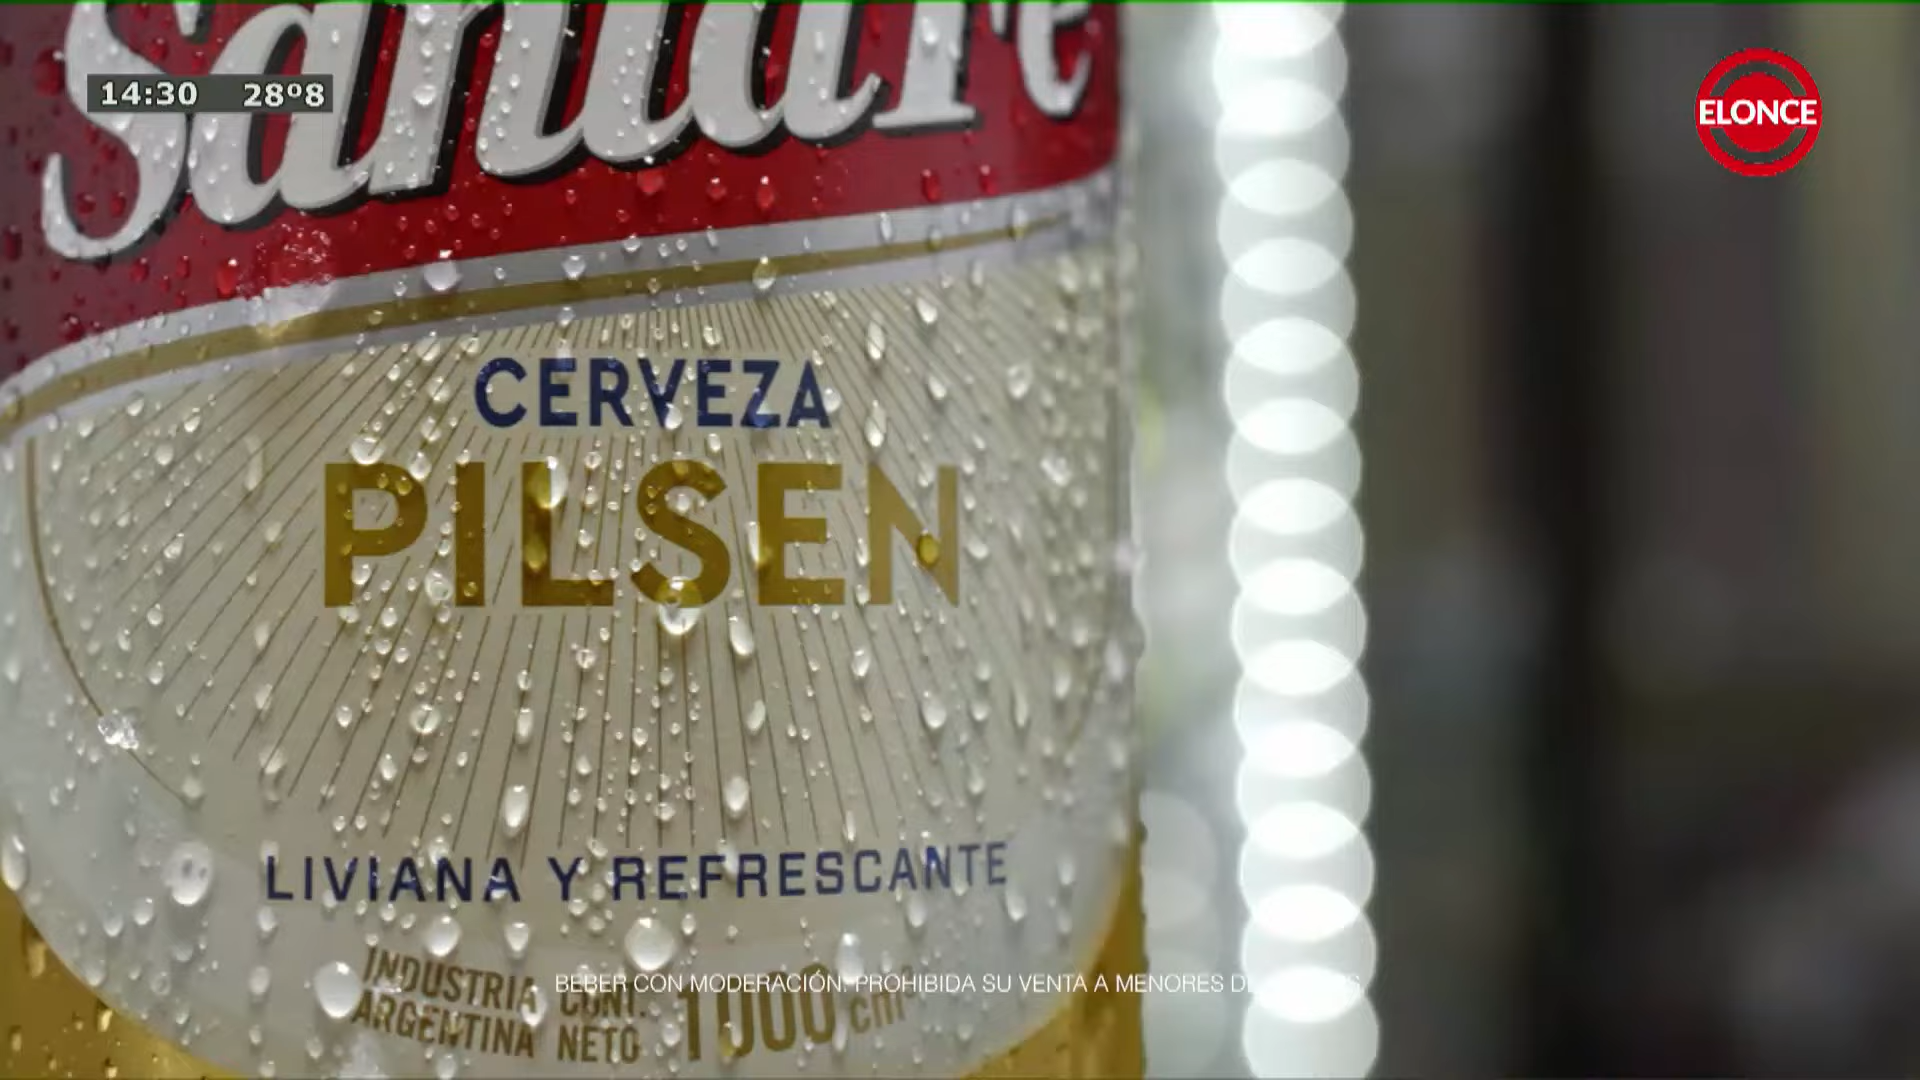 Santa Fe
14:30 28º8
ELONCE
CERVEZA
PILSEN
LIVIANA Y REFRESCANTE
INDUSTRIA ARGENTINA
CONT. NETO
1000 cm³
BEBER CON MODERACIÓN. PROHIBIDA SU VENTA A MENORES DE